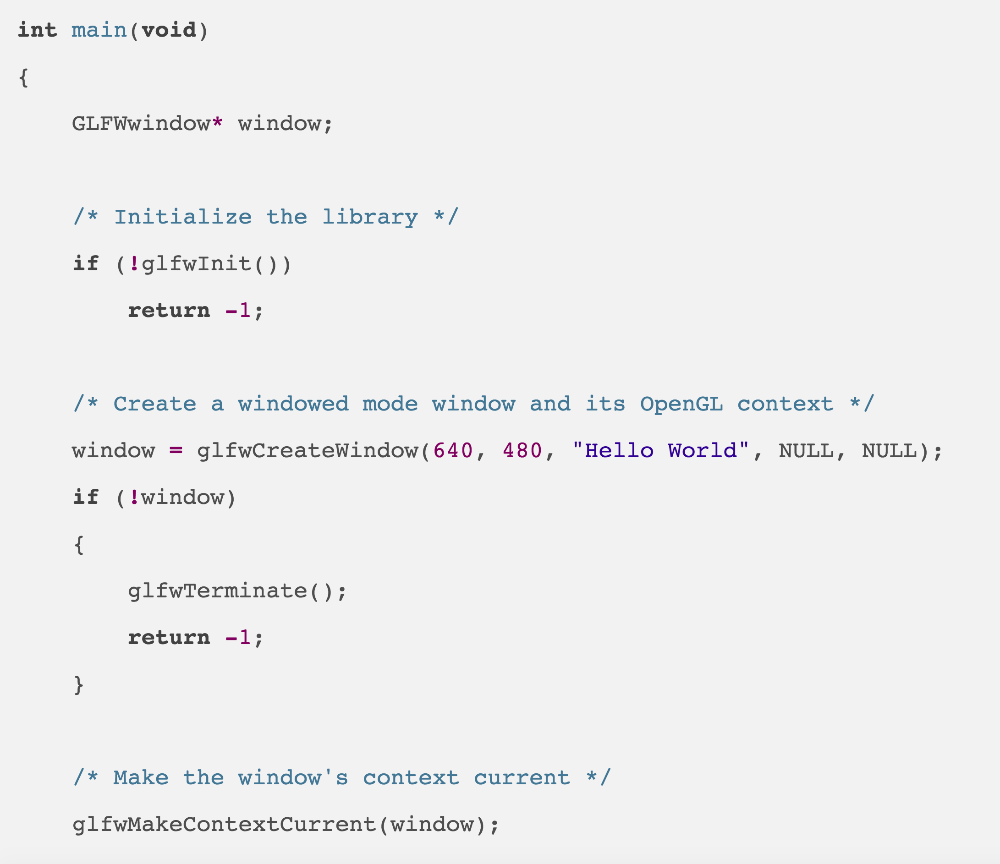 int main(void)
{
    GLFWwindow* window;

    /* Initialize the library */
    if (!glfwInit())
        return -1;

    /* Create a windowed mode window and its OpenGL context */
    window = glfwCreateWindow(640, 480, "Hello World", NULL, NULL);
    if (!window)
    {
        glfwTerminate();
        return -1;
    }

    /* Make the window's context current */
    glfwMakeContextCurrent(window);